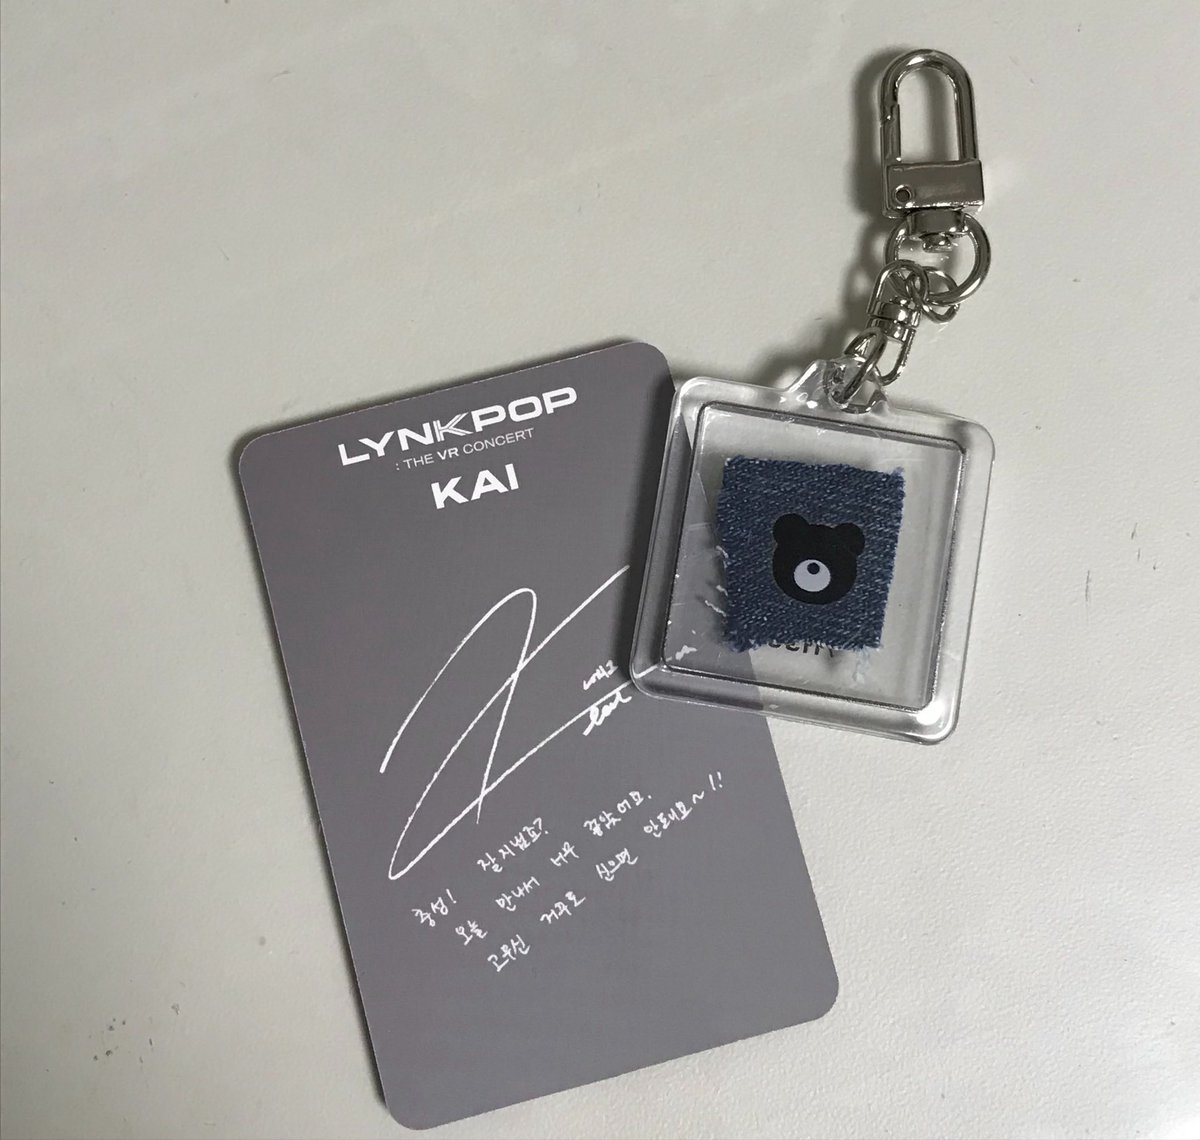 LYNKPOP
: THE VR CONCERT
KAI
충성! 잘지냈죠?
오늘 만나서 너무 좋았어요.
고무신 거꾸로 신으면 안돼요~!!